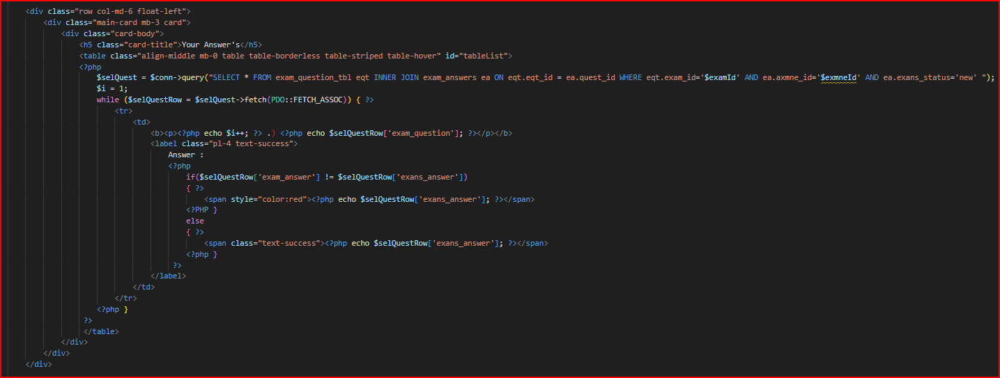 <div class="row col-md-6 float-left">
<div class="main-card mb-3 card">
<div class="card-body">
<h5 class="card-title">Your Answer's</h5>
<table class="align-middle mb-0 table table-borderless table-striped table-hover" id="tableList">
<?php
$selQuest = $conn->query("SELECT * FROM exam_question_tbl eqt INNER JOIN exam_answers ea ON eqt.eqt_id = ea.quest_id WHERE eqt.exam_id='$examId' AND ea.axmne_id='$exmneId' AND ea.exans_status='new' ");
$i = 1;
while ($selQuestRow = $selQuest->fetch(PDO::FETCH_ASSOC)) { ?>
<tr>
<td>
<b><p><?php echo $i++; ?> .) <?php echo $selQuestRow['exam_question']; ?></p></b>
<label class="pl-4 text-success">
Answer :
<?php
if($selQuestRow['exam_answer'] != $selQuestRow['exans_answer'])
{ ?>
<span style="color:red"><?php echo $selQuestRow['exans_answer']; ?></span>
<?PHP }
else
{ ?>
<span class="text-success"><?php echo $selQuestRow['exans_answer']; ?></span>
<?php }
?>
</label>
</td>
</tr>
<?php }
?>
</table>
</div>
</div>
</div>